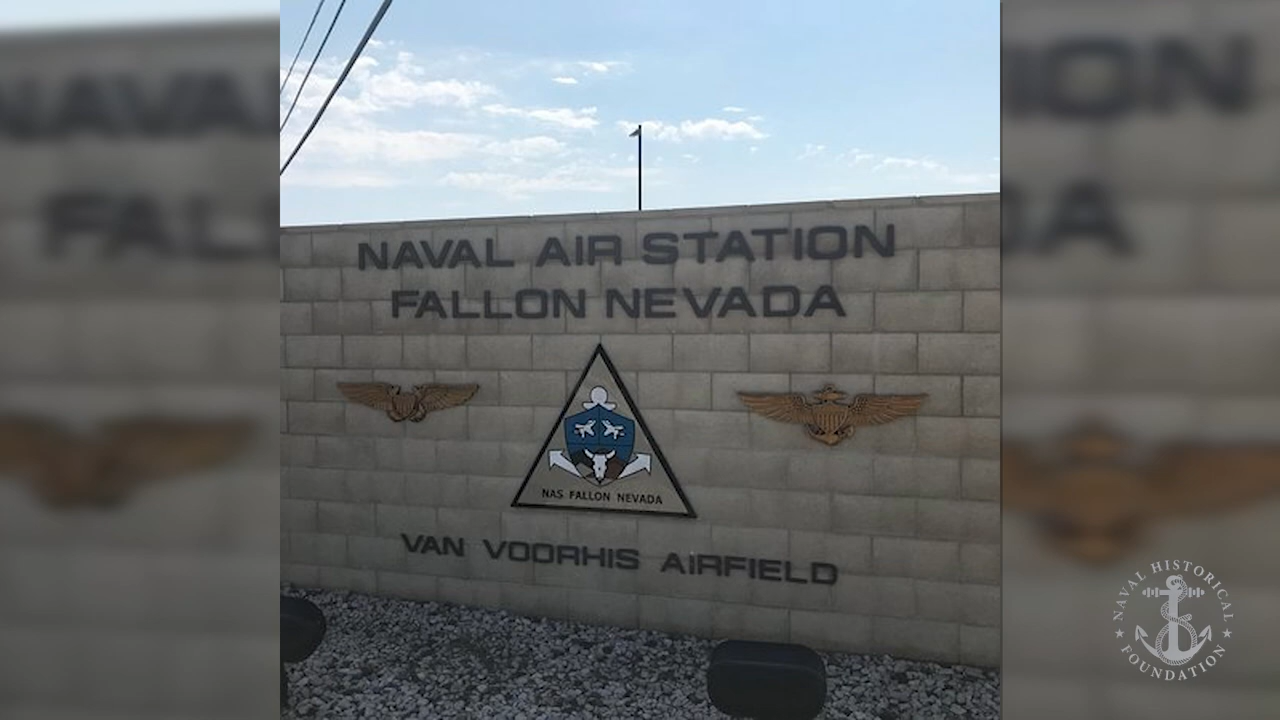 NAVAL AIR STATION
FALLON NEVADA
NAS FALLON NEVADA
VAN VOORHIS AIRFIELD
NAVAL HISTORICAL
FOUNDATION